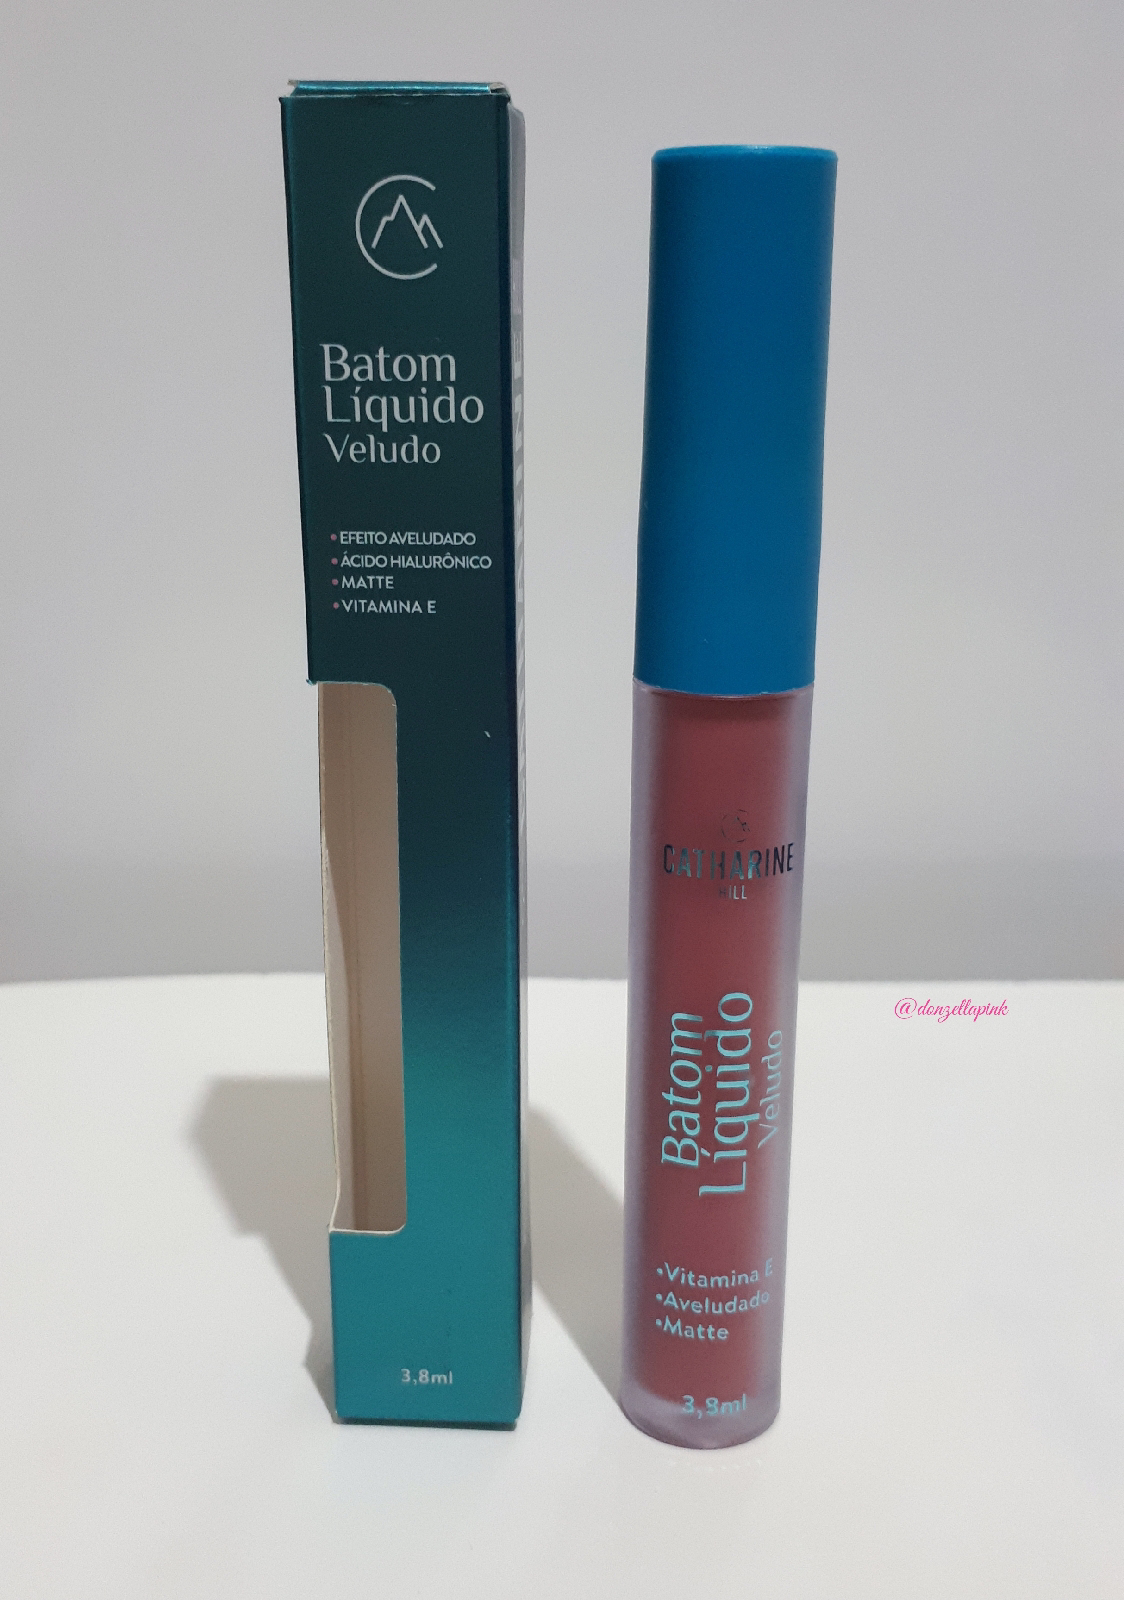 Batom
Líquido
Veludo
•EFEITO AVELUDADO
•ÁCIDO HIALURÔNICO
•MATTE
•VITAMINA E
3,8ml
CATHARINE
HILL
Batom
Líquido
Veludo
•Vitamina E
•Aveludado
•Matte
3,8ml
@donzellapink